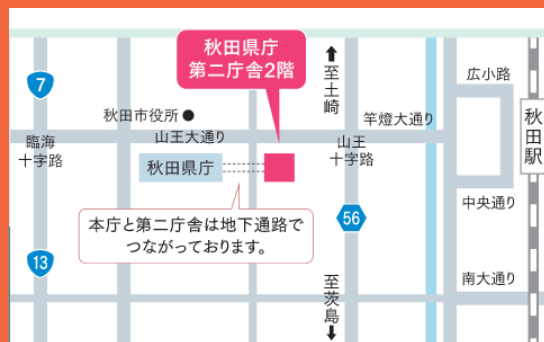 秋田県庁
第二庁舎2階
至土崎
広小路
7
秋田市役所
竿燈大通り
山王大通り
臨海
十字路
山王
十字路
秋田駅
秋田県庁
中央通り
本庁と第二庁舎は地下通路で
つながっております。
56
13
至茨島
南大通り